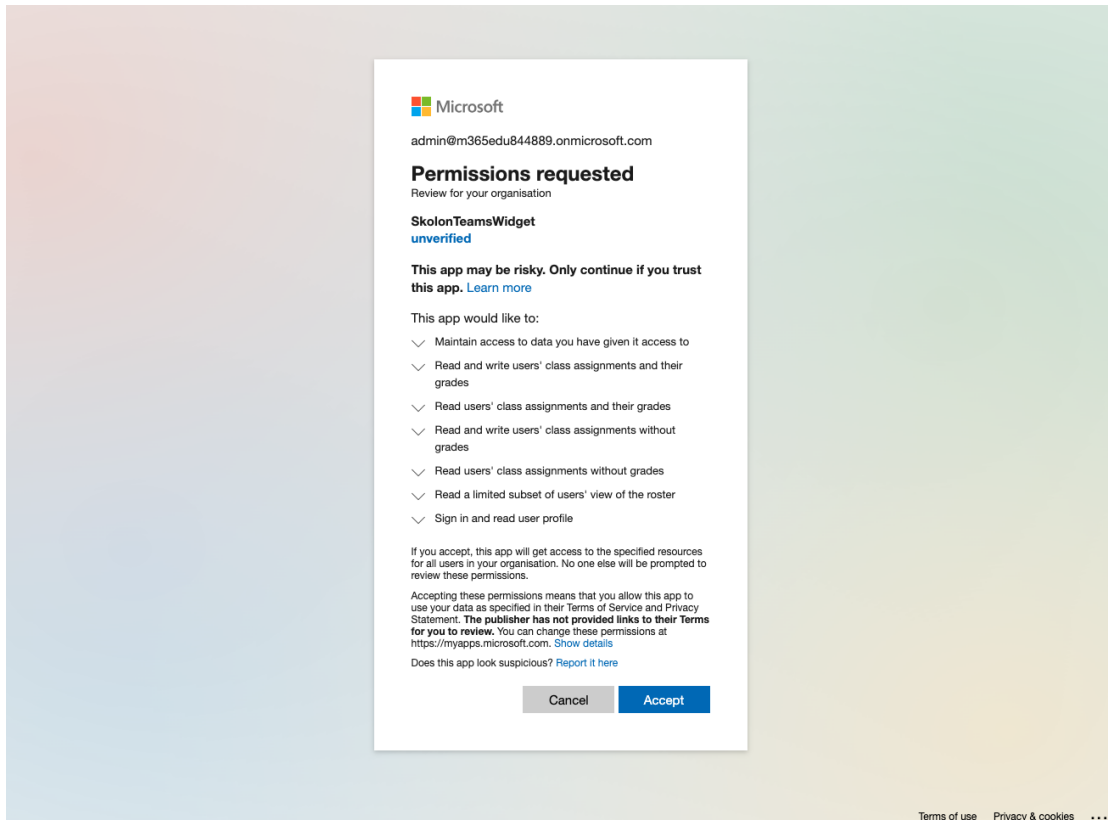 Microsoft
admin@m365edu844889.onmicrosoft.com
Permissions requested
Review for your organisation
SkolonTeamsWidget
unverified
This app may be risky. Only continue if you trust
this app. Learn more
This app would like to:
Maintain access to data you have given it access to
Read and write users' class assignments and their
grades
Read users' class assignments and their grades
Read and write users' class assignments without
grades
Read users' class assignments without grades
Read a limited subset of users' view of the roster
Sign in and read user profile
If you accept, this app will get access to the specified resources
for all users in your organisation. No one else will be prompted to
review these permissions.
Accepting these permissions means that you allow this app to
use your data as specified in their Terms of Service and Privacy
Statement. The publisher has not provided links to their Terms
for you to review. You can change these permissions at
https://myapps.microsoft.com. Show details
Does this app look suspicious? Report it here
Cancel Accept
Terms of use Privacy & cookies ...